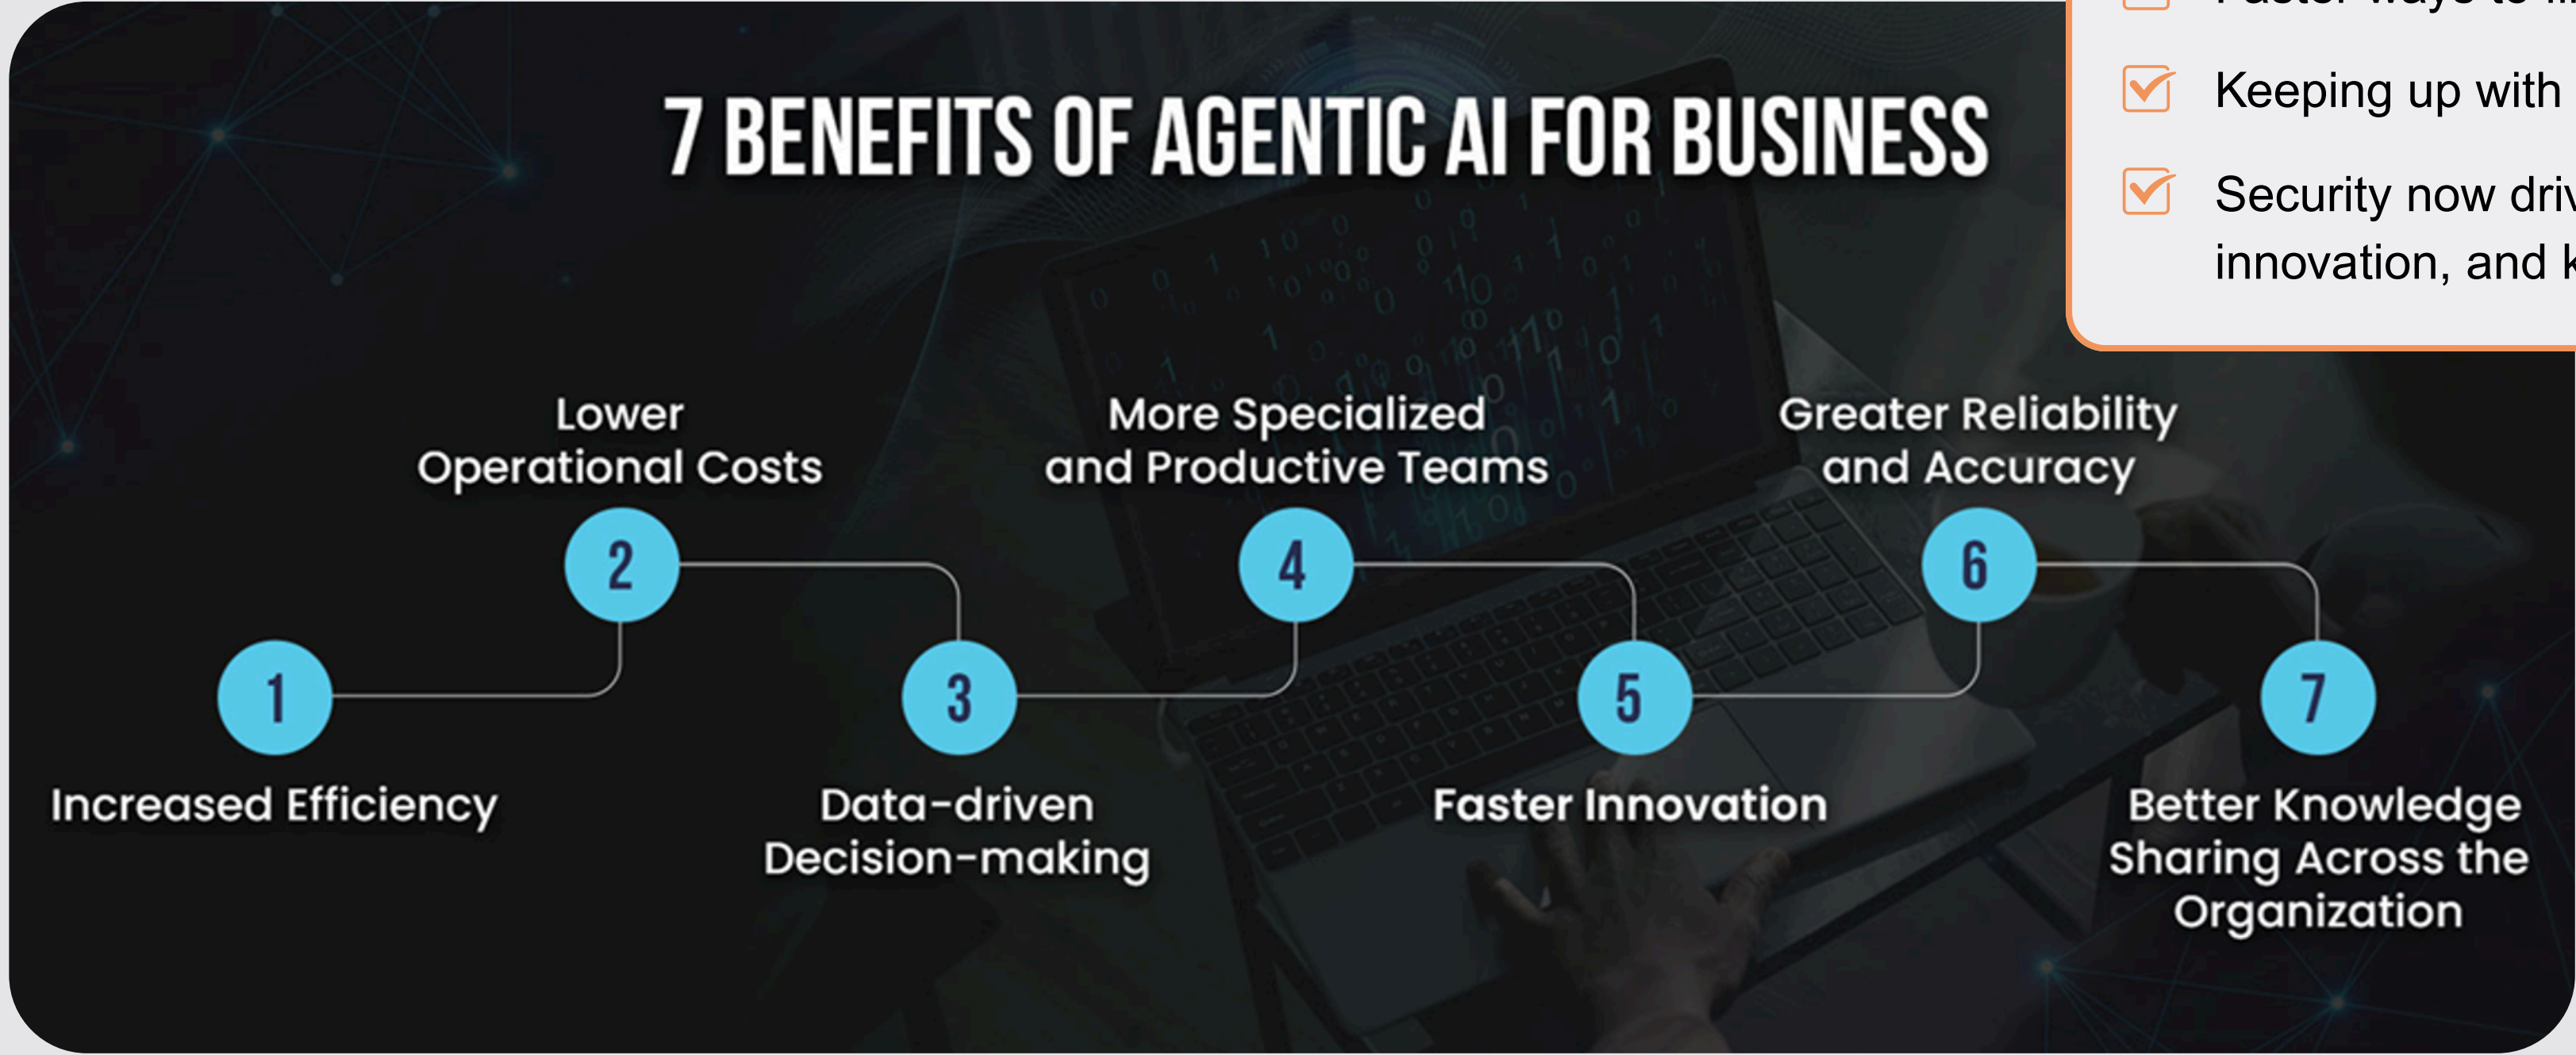 7 BENEFITS OF AGENTIC AI FOR BUSINESS
Keeping up with
Security now
innovation, and
Lower
Operational Costs
More Specialized
and Productive Teams
Greater Reliability
and Accuracy
2
4
6
1
3
5
7
Increased Efficiency
Data-driven
Decision-making
Faster Innovation
Better Knowledge
Sharing Across the
Organization